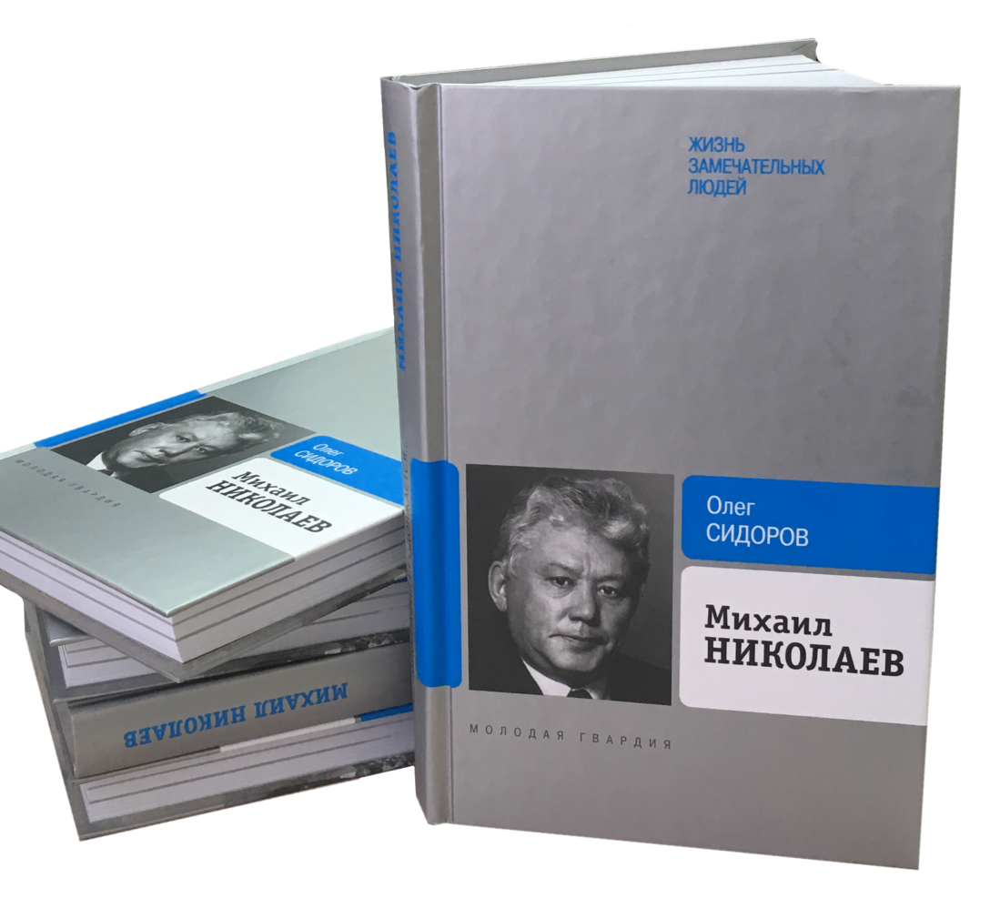 ЖИЗНЬ
ЗАМЕЧАТЕЛЬНЫХ
ЛЮДЕЙ
МИХАИЛ НИКОЛАЕВ
Олег
СИДОРОВ
Михаил
НИКОЛАЕВ
МОЛОДАЯ ГВАРДИЯ
Олег
СИДОРОВ
Михаил
НИКОЛАЕВ
МОЛОДАЯ ГВАРДИЯ
МИХАИЛ НИКОЛАЕВ